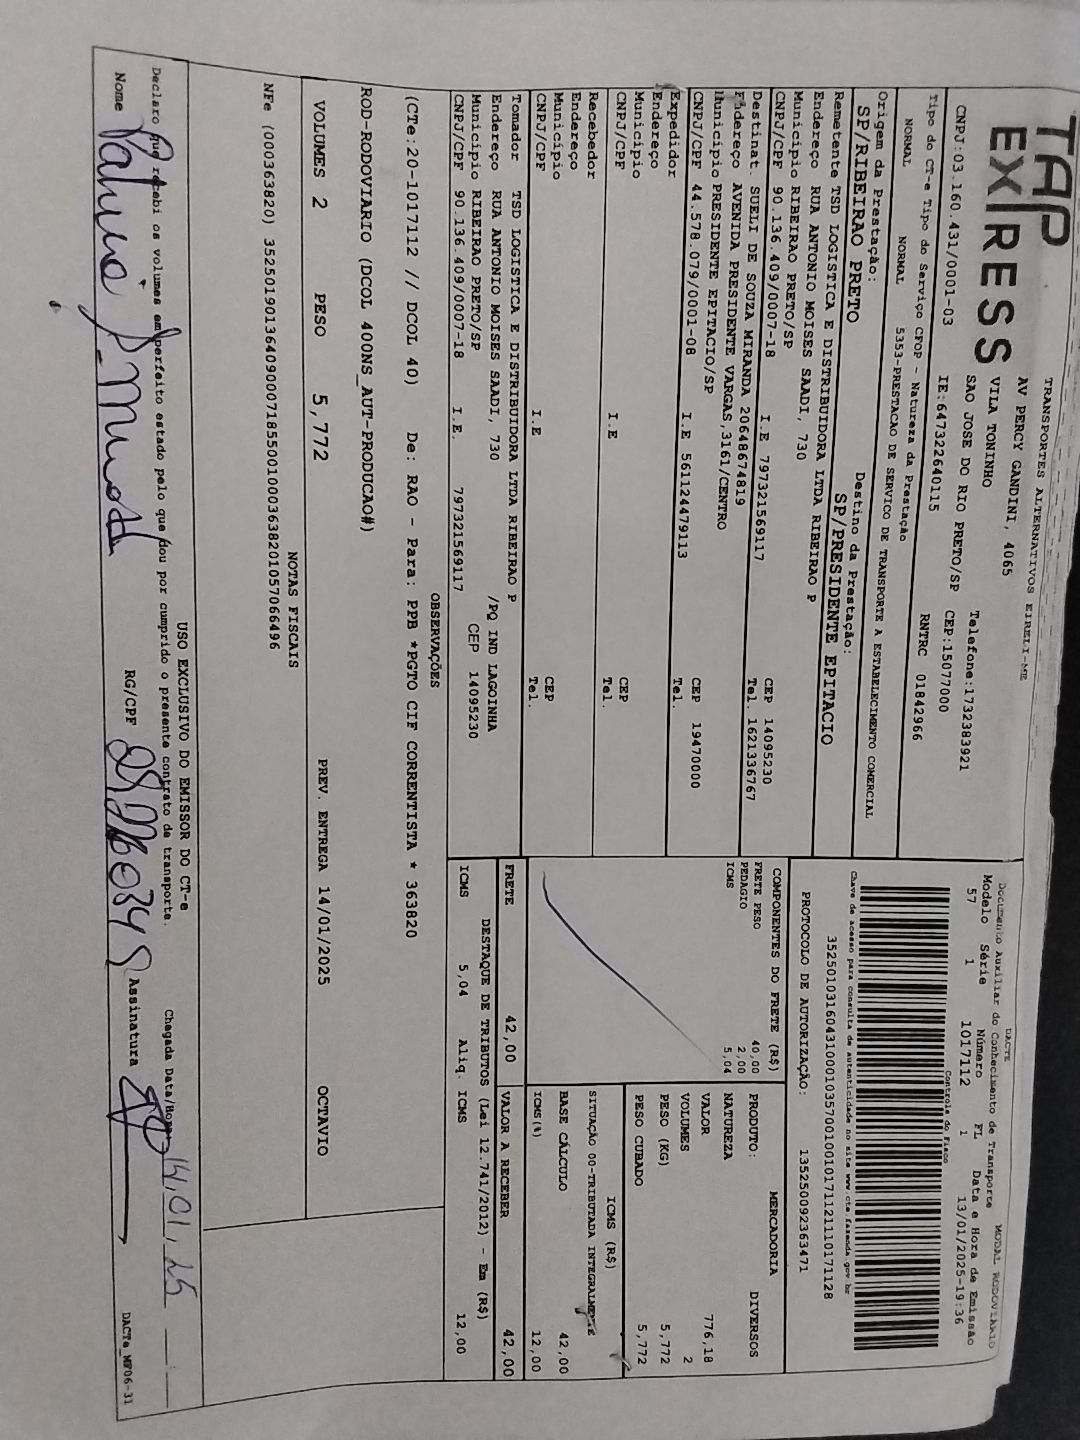 TAP EXPRESS
TRANSPORTES ALTERNATIVOS EIRELI-ME
AV PERCY GANDINI, 4065
VILA TONINHO Telefone:1732383921
SAO JOSE DO RIO PRETO/SP CEP:15077000
CNPJ:03.160.431/0001-03 IE:647322640115 RNTRC 01842966
Tipo do CT-e Tipo do Serviço CFOP - Natureza da Prestação
NORMAL NORMAL 5353-PRESTACAO DE SERVICO DE TRANSPORTE A ESTABELECIMENTO COMERCIAL
Origem da Prestação: Destino da Prestação:
SP/RIBEIRAO PRETO SP/PRESIDENTE EPITACIO
Remetente TSD LOGISTICA E DISTRIBUIDORA LTDA RIBEIRAO P
Endereço RUA ANTONIO MOISES SAADI, 730
Município RIBEIRAO PRETO/SP CEP 14095230
CNPJ/CPF 90.136.409/0007-18 I.E 797321569117 Tel. 1621336767
Destinat. SUELI DE SOUZA MIRANDA 20648674819
Endereço AVENIDA PRESIDENTE VARGAS,3161/CENTRO
Município PRESIDENTE EPITACIO/SP CEP 19470000
CNPJ/CPF 44.578.079/0001-08 I.E 561124479113 Tel.
Expedidor
Endereço
Município CEP
CNPJ/CPF I.E Tel.
Recebedor
Endereço
Município CEP
CNPJ/CPF I.E Tel.
Tomador TSD LOGISTICA E DISTRIBUIDORA LTDA RIBEIRAO P
Endereço RUA ANTONIO MOISES SAADI, 730 /PQ IND LAGOINHA
Município RIBEIRAO PRETO/SP CEP 14095230
CNPJ/CPF 90.136.409/0007-18 I.E. 797321569117
DACTE MODAL RODOVIARIO
Documento Auxiliar do Conhecimento de Transporte
Modelo Série Número FL Data e Hora de Emissão
57 1 1017112 1 13/01/2025-19:36
Controle do Fisco
Chave de acesso para consulta de autenticidade no site www.cte.fazenda.gov.br
35250103160431000103570010010171121110171128
PROTOCOLO DE AUTORIZAÇÃO: 135250092363471
COMPONENTES DO FRETE (R$)
FRETE PESO 40,00
PEDAGIO 2,00
ICMS 5,04
MERCADORIA
PRODUTO: DIVERSOS
NATUREZA
VALOR 776,18
VOLUMES 2
PESO (KG) 5,772
PESO CUBADO 5,772
ICMS (R$)
SITUAÇÃO 00-TRIBUTADA INTEGRALMENTE
BASE CÁLCULO 42,00
ICMS(%) 12,00
FRETE 42,00 VALOR A RECEBER 42,00
DESTAQUE DE TRIBUTOS (Lei 12.741/2012) - Em (R$)
ICMS 5,04 Aliq. ICMS 12,00
OBSERVAÇÕES
(CTe:20-1017112 // DCOL 40) De: RAO - Para: PPB *PGTO CIF CORRENTISTA * 363820
ROD-RODOVIARIO (DCOL 400NS_AUT-PRODUCAO#)
VOLUMES 2 PESO 5,772 PREV. ENTREGA 14/01/2025 OCTAVIO
NOTAS FISCAIS
NFe (000363820) 35250190136409000718550010003638201057066496
USO EXCLUSIVO DO EMISSOR DO CT-e
Declaro que recebi os volumes em perfeito estado pelo que dou por cumprido o presente contrato de transporte. Chegada Data/Hora 14.01.25
Nome RG/CPF Assinatura
DACTe_MF06-31